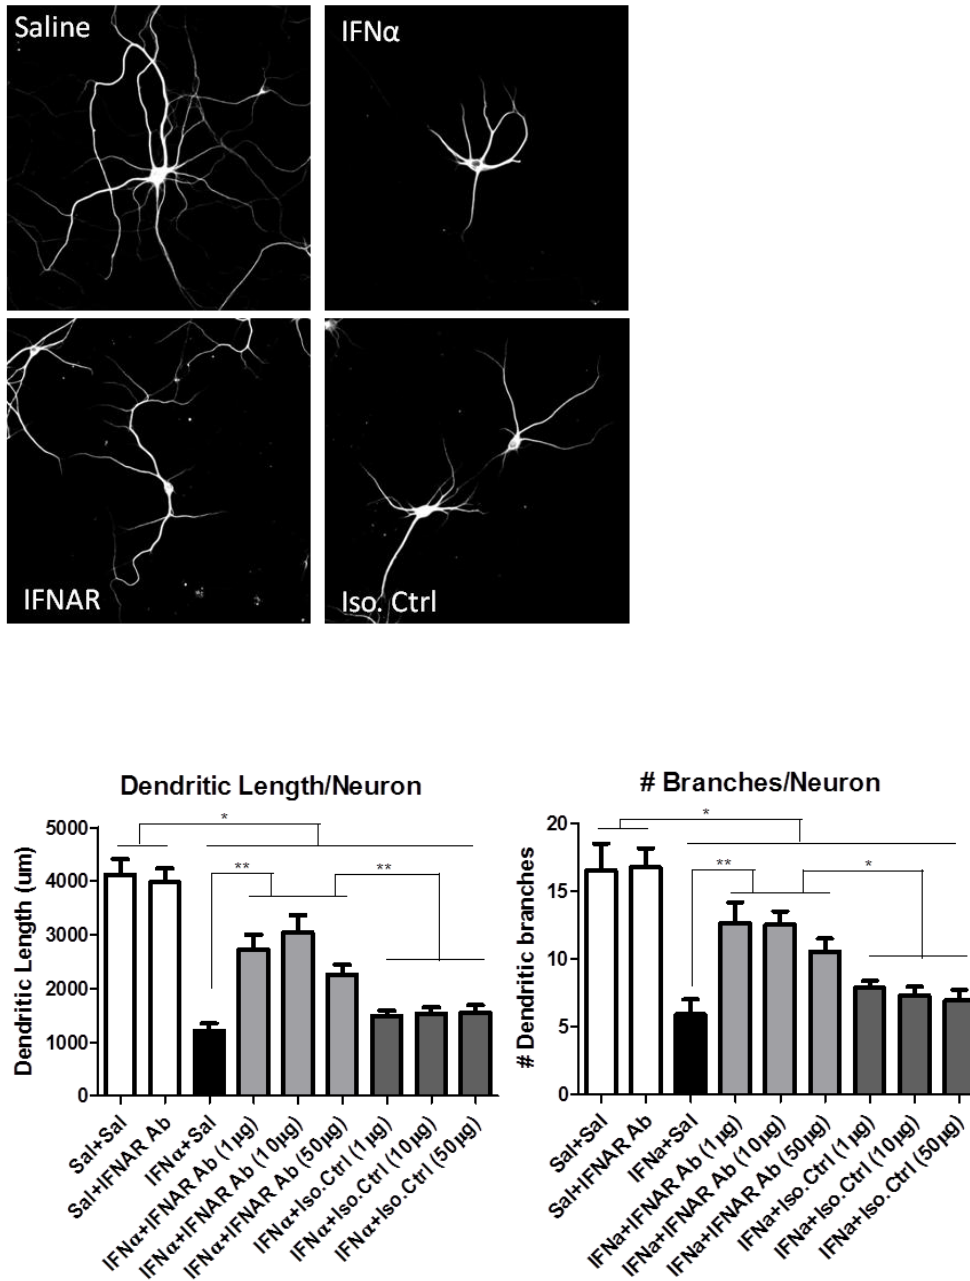 Saline
IFNα
IFNAR
Iso. Ctrl
Dendritic Length/Neuron
Dendritic Length (um)
5000
4000
3000
2000
1000
0
*
**
**
Sal+Sal
Sal+IFNAR Ab
IFNα+Sal
IFNα+IFNAR Ab (1µg)
IFNα+IFNAR Ab (10µg)
IFNα+IFNAR Ab (50µg)
IFNα+Iso.Ctrl (1µg)
IFNα+Iso.Ctrl (10µg)
IFNα+Iso.Ctrl (50µg)
# Branches/Neuron
# Dendritic branches
20
15
10
5
0
*
**
*
Sal+Sal
Sal+IFNAR Ab
IFNa+Sal
IFNa+IFNAR Ab (1µg)
IFNa+IFNAR Ab (10µg)
IFNa+IFNAR Ab (50µg)
IFNa+Iso.Ctrl (1µg)
IFNa+Iso.Ctrl (10µg)
IFNa+Iso.Ctrl (50µg)